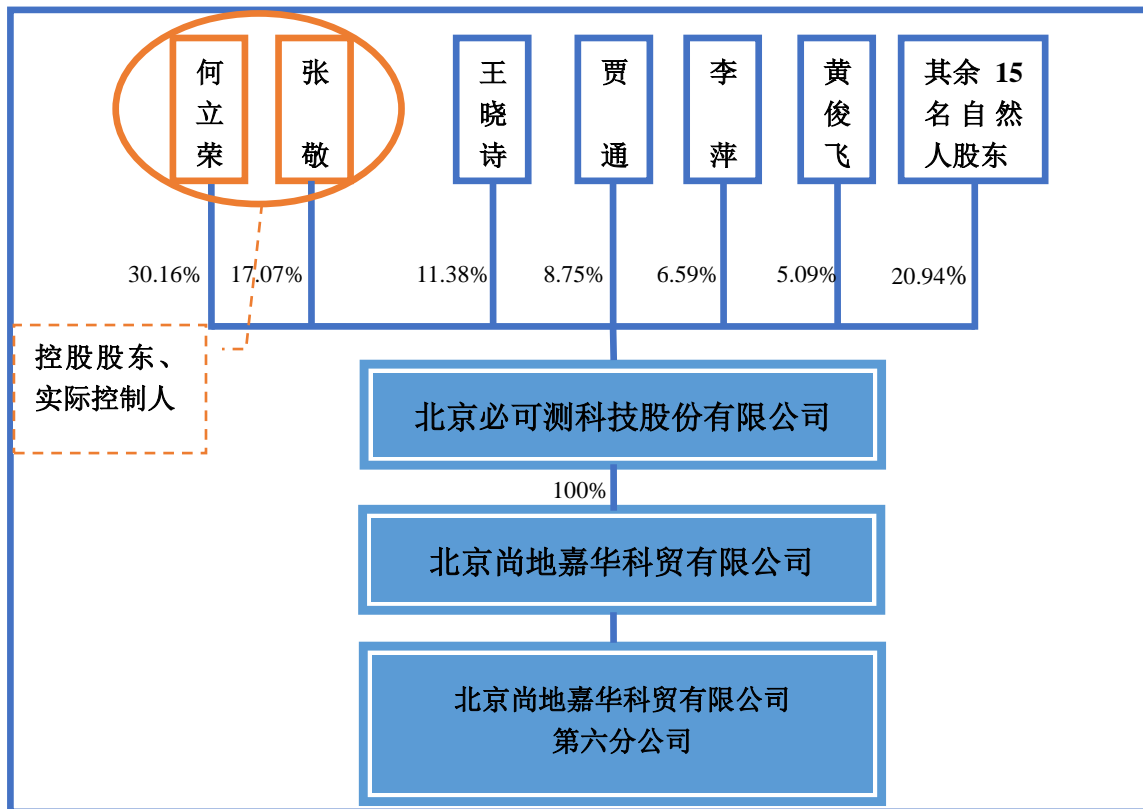 何立荣
张敬
王晓诗
贾通
李萍
黄俊飞
其余 15
名自然
人股东
30.16%
17.07%
11.38%
8.75%
6.59%
5.09%
20.94%
控股股东、
实际控制人
北京必可测科技股份有限公司
100%
北京尚地嘉华科贸有限公司
北京尚地嘉华科贸有限公司
第六分公司